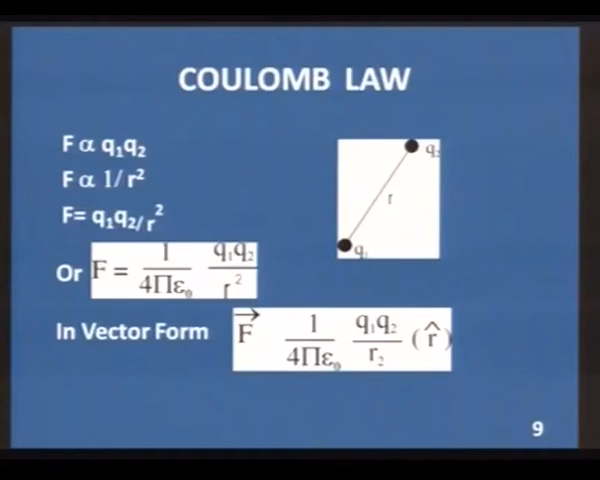 COULOMB LAW
F α q₁q₂
F α 1/r²
F= q₁q₂/r²
Or F = 1/4Πε₀ q₁q₂/r²
In Vector Form F⃗ 1/4Πε₀ q₁q₂/r₂ (r̂)
q₂
r
q₁
9